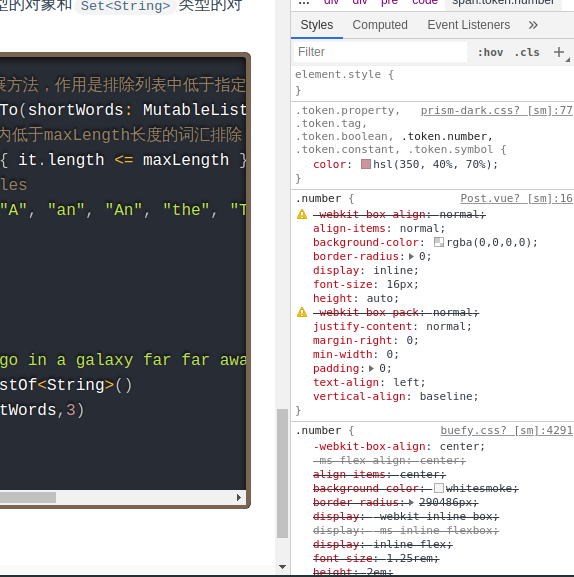 型的对象和 Set<String> 类型的对
展方法，作用是排除列表中低于指定
To(shortWords: MutableList
内低于maxLength长度的词汇排除
{ it.length <= maxLength }
les
"A", "an", "An", "the", "T
go in a galaxy far far awa
stOf<String>()
tWords,3)
... div div pre code span.token.number
Styles Computed Event Listeners »
Filter :hov .cls +
element.style {
}
.token.property, prism-dark.css? [sm]:77
.token.tag,
.token.boolean, .token.number,
.token.constant, .token.symbol {
color: hsl(350, 40%, 70%);
}
.number { Post.vue? [sm]:16
-webkit-box-align: normal;
align-items: normal;
background-color: rgba(0,0,0,0);
border-radius: 0;
display: inline;
font-size: 16px;
height: auto;
-webkit-box-pack: normal;
justify-content: normal;
margin-right: 0;
min-width: 0;
padding: 0;
text-align: left;
vertical-align: baseline;
}
.number { buefy.css? [sm]:4291
-webkit-box-align: center;
-ms-flex-align: center;
align-items: center;
background-color: whitesmoke;
border-radius: 290486px;
display: -webkit-inline-box;
display: -ms-inline-flexbox;
display: inline-flex;
font-size: 1.25rem;
height: 2em;